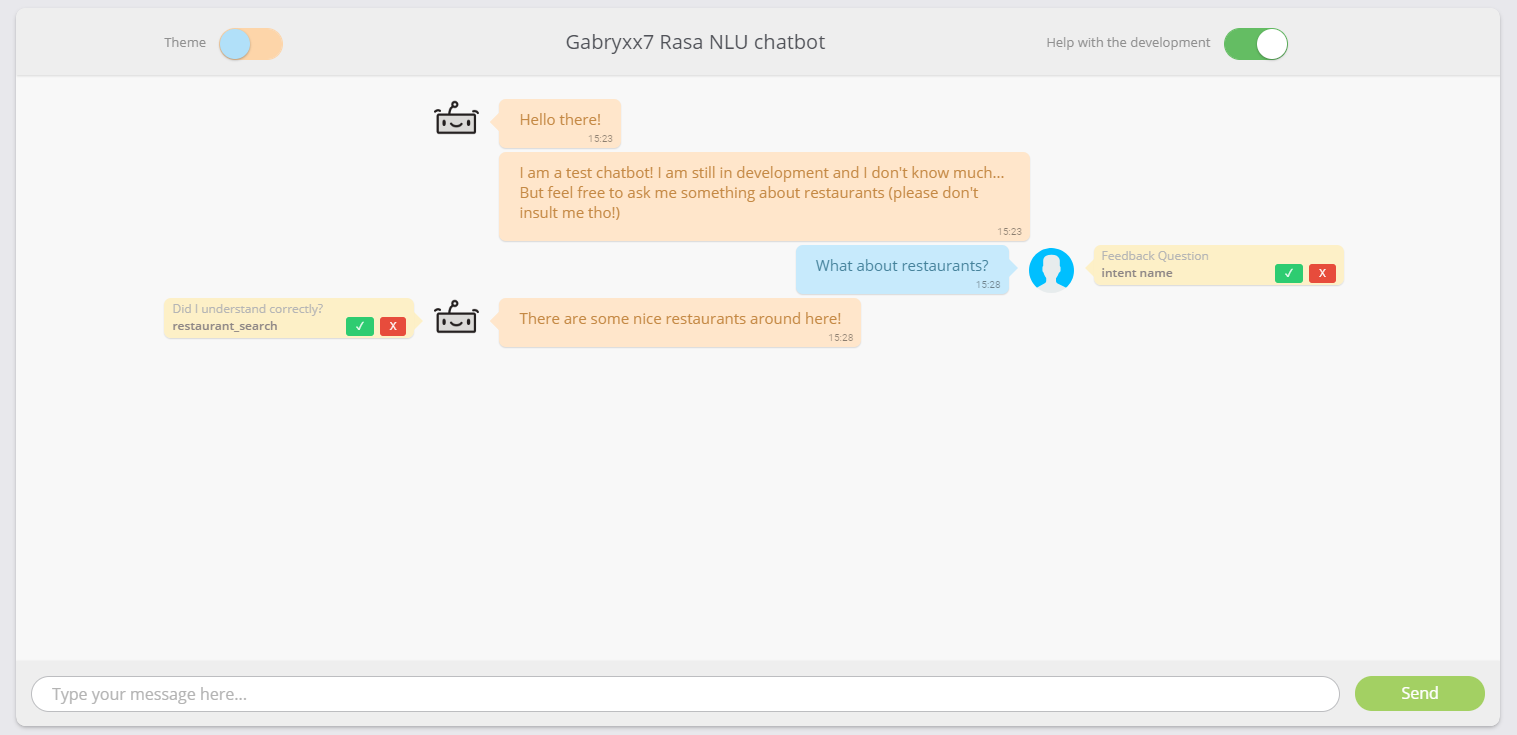 Theme
Gabryxx7 Rasa NLU chatbot
Help with the development
Hello there!
15:23
I am a test chatbot! I am still in development and I don't know much...
But feel free to ask me something about restaurants (please don't
insult me tho!)
15:23
What about restaurants?
15:28
Feedback Question
intent name
✓ X
Did I understand correctly?
restaurant_search
✓ X
There are some nice restaurants around here!
15:28
Type your message here...
Send